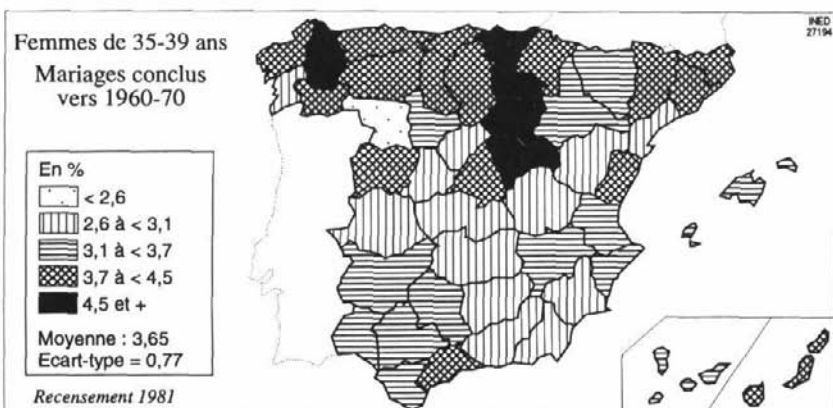 Femmes de 35-39 ans
Mariages conclus
vers 1960-70
INED
27194
En %
< 2,6
2,6 à < 3,1
3,1 à < 3,7
3,7 à < 4,5
4,5 et +
Moyenne : 3,65
Ecart-type = 0,77
Recensement 1981